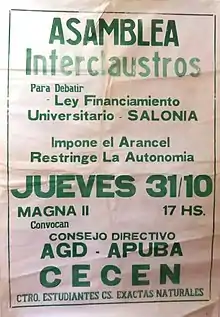 ASAMBLEA
Interclaustros
Para Debatir
- Ley Financiamiento
Universitario - SALONIA
Impone el Arancel
Restringe La Autonomia
JUEVES 31/10
MAGNA II 17 HS.
Convocan
CONSEJO DIRECTIVO
AGD - APUBA
CECEN
CTRO. ESTUDIANTES CS. EXACTAS NATURALES